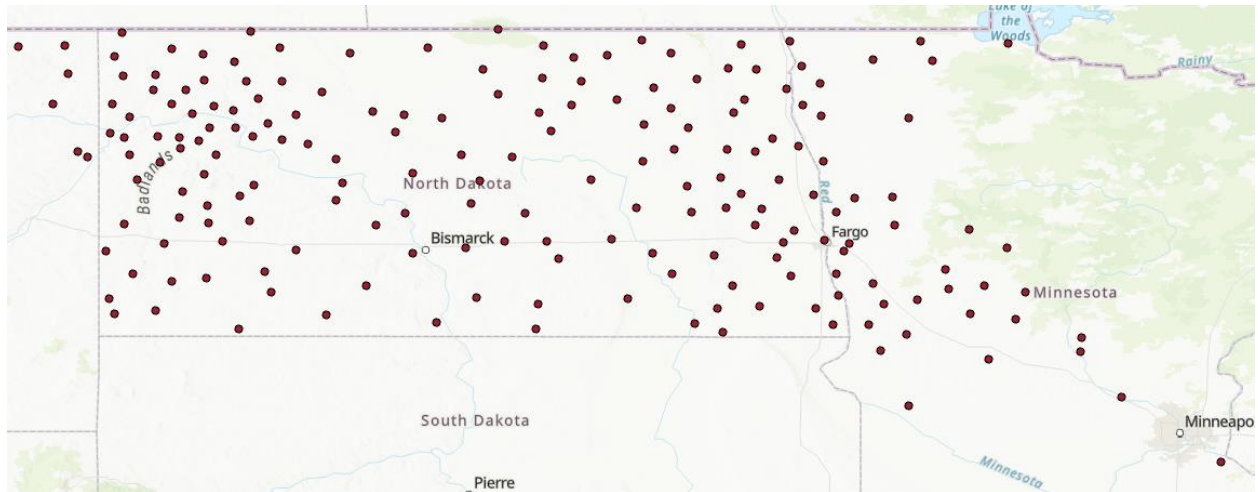 Lake of
the
Woods
Rainy
Badlands
North Dakota
Red
Bismarck
Fargo
Minnesota
South Dakota
Minneapo
Minnesota
Pierre